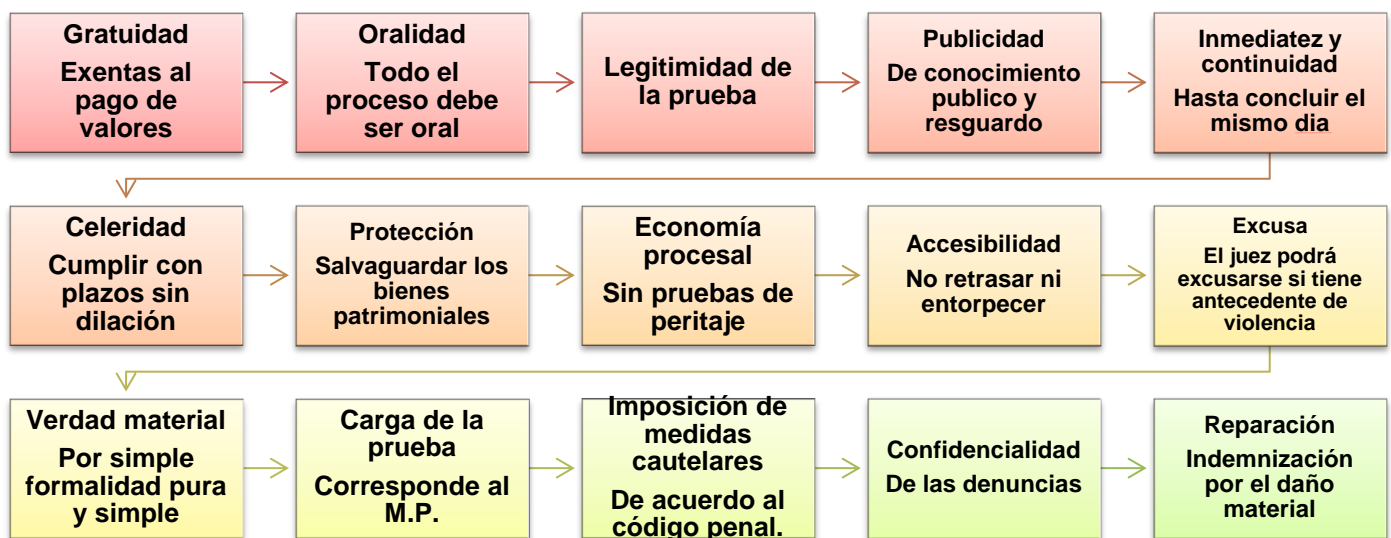 Gratuidad
Exentas al
pago de
valores
Oralidad
Todo el
proceso debe
ser oral
Legitimidad de
la prueba
Publicidad
De conocimiento
publico y
resguardo
Inmediatez y
continuidad
Hasta concluir el
mismo dia
Celeridad
Cumplir con
plazos sin
dilación
Protección
Salvaguardar los
bienes
patrimoniales
Economía
procesal
Sin pruebas de
peritaje
Accesibilidad
No retrasar ni
entorpecer
Excusa
El juez podrá
excusarse si tiene
antecedente de
violencia
Verdad material
Por simple
formalidad pura
y simple
Carga de la
prueba
Corresponde al
M.P.
Imposición de
medidas
cautelares
De acuerdo al
código penal.
Confidencialidad
De las denuncias
Reparación
Indemnización
por el daño
material